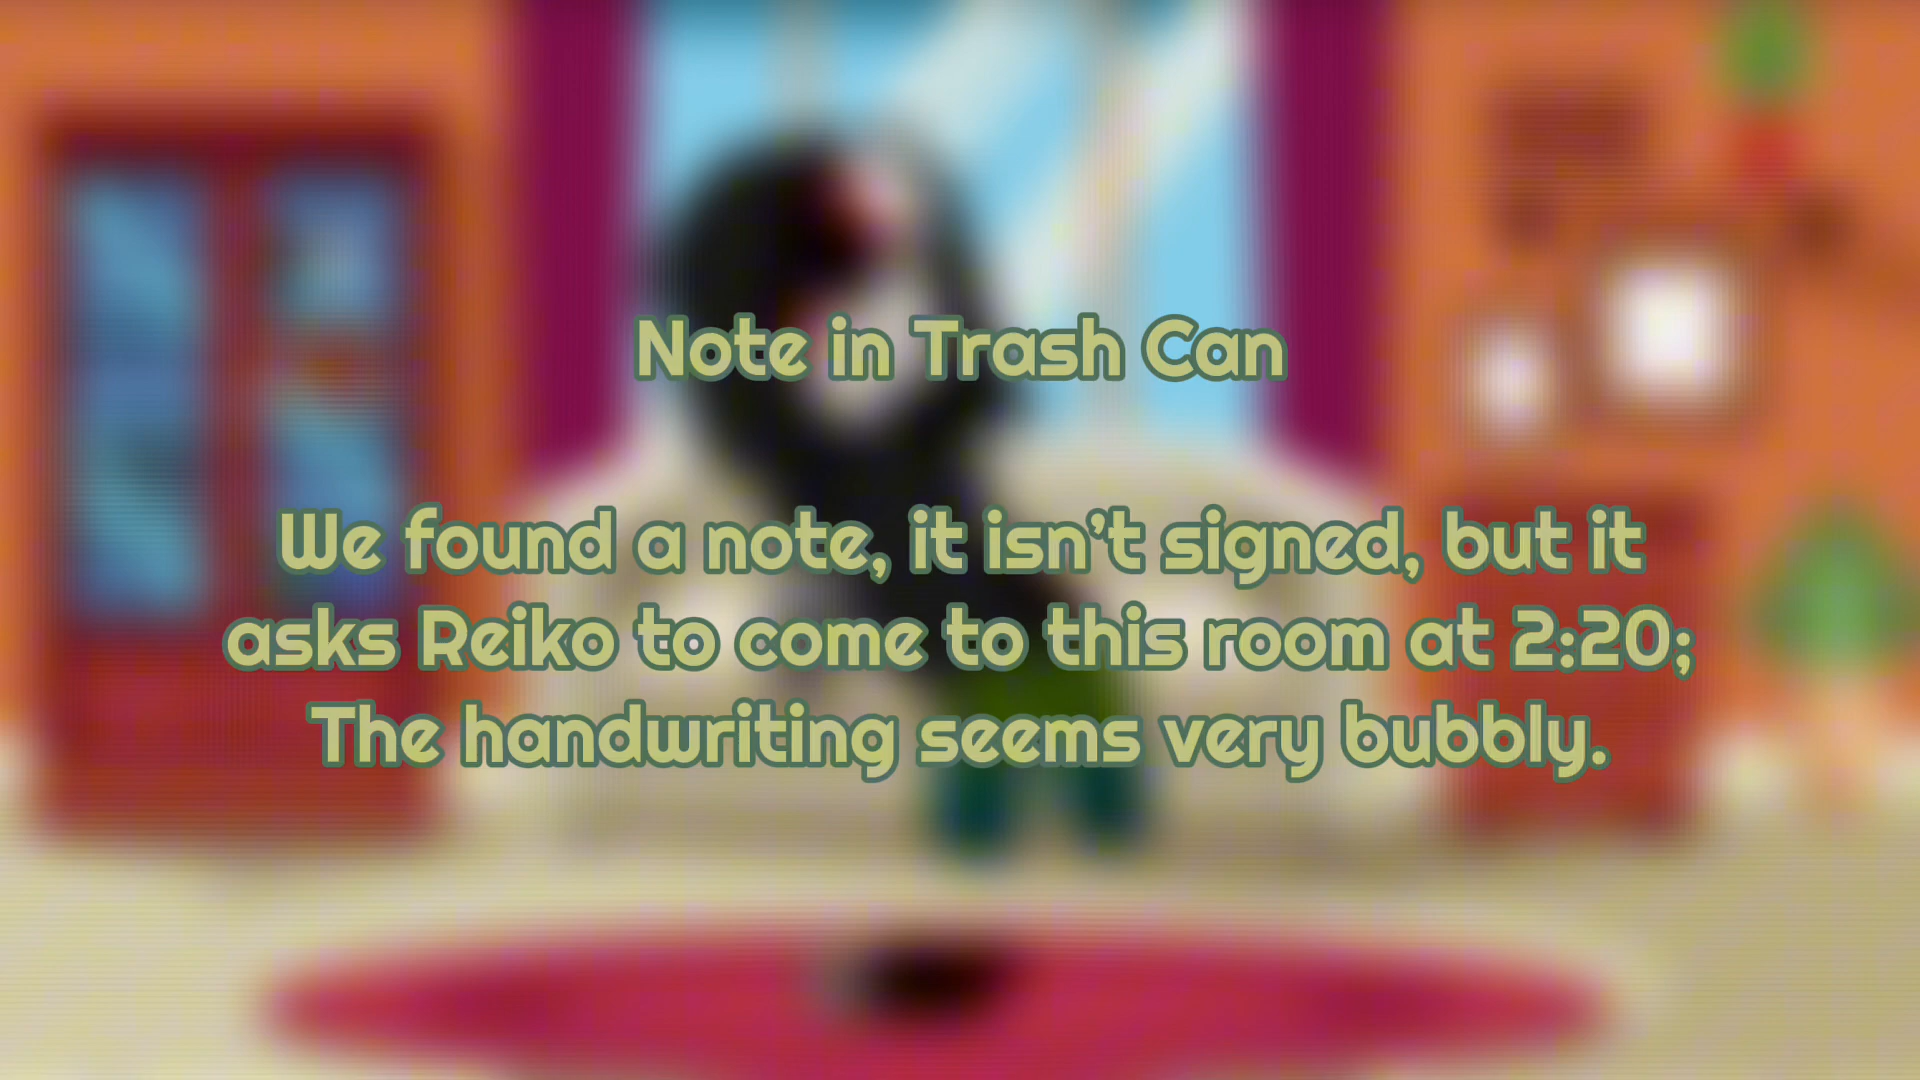 Note in Trash Can
We found a note, it isn't signed, but it
asks Reiko to come to this room at 2:20;
The handwriting seems very bubbly.